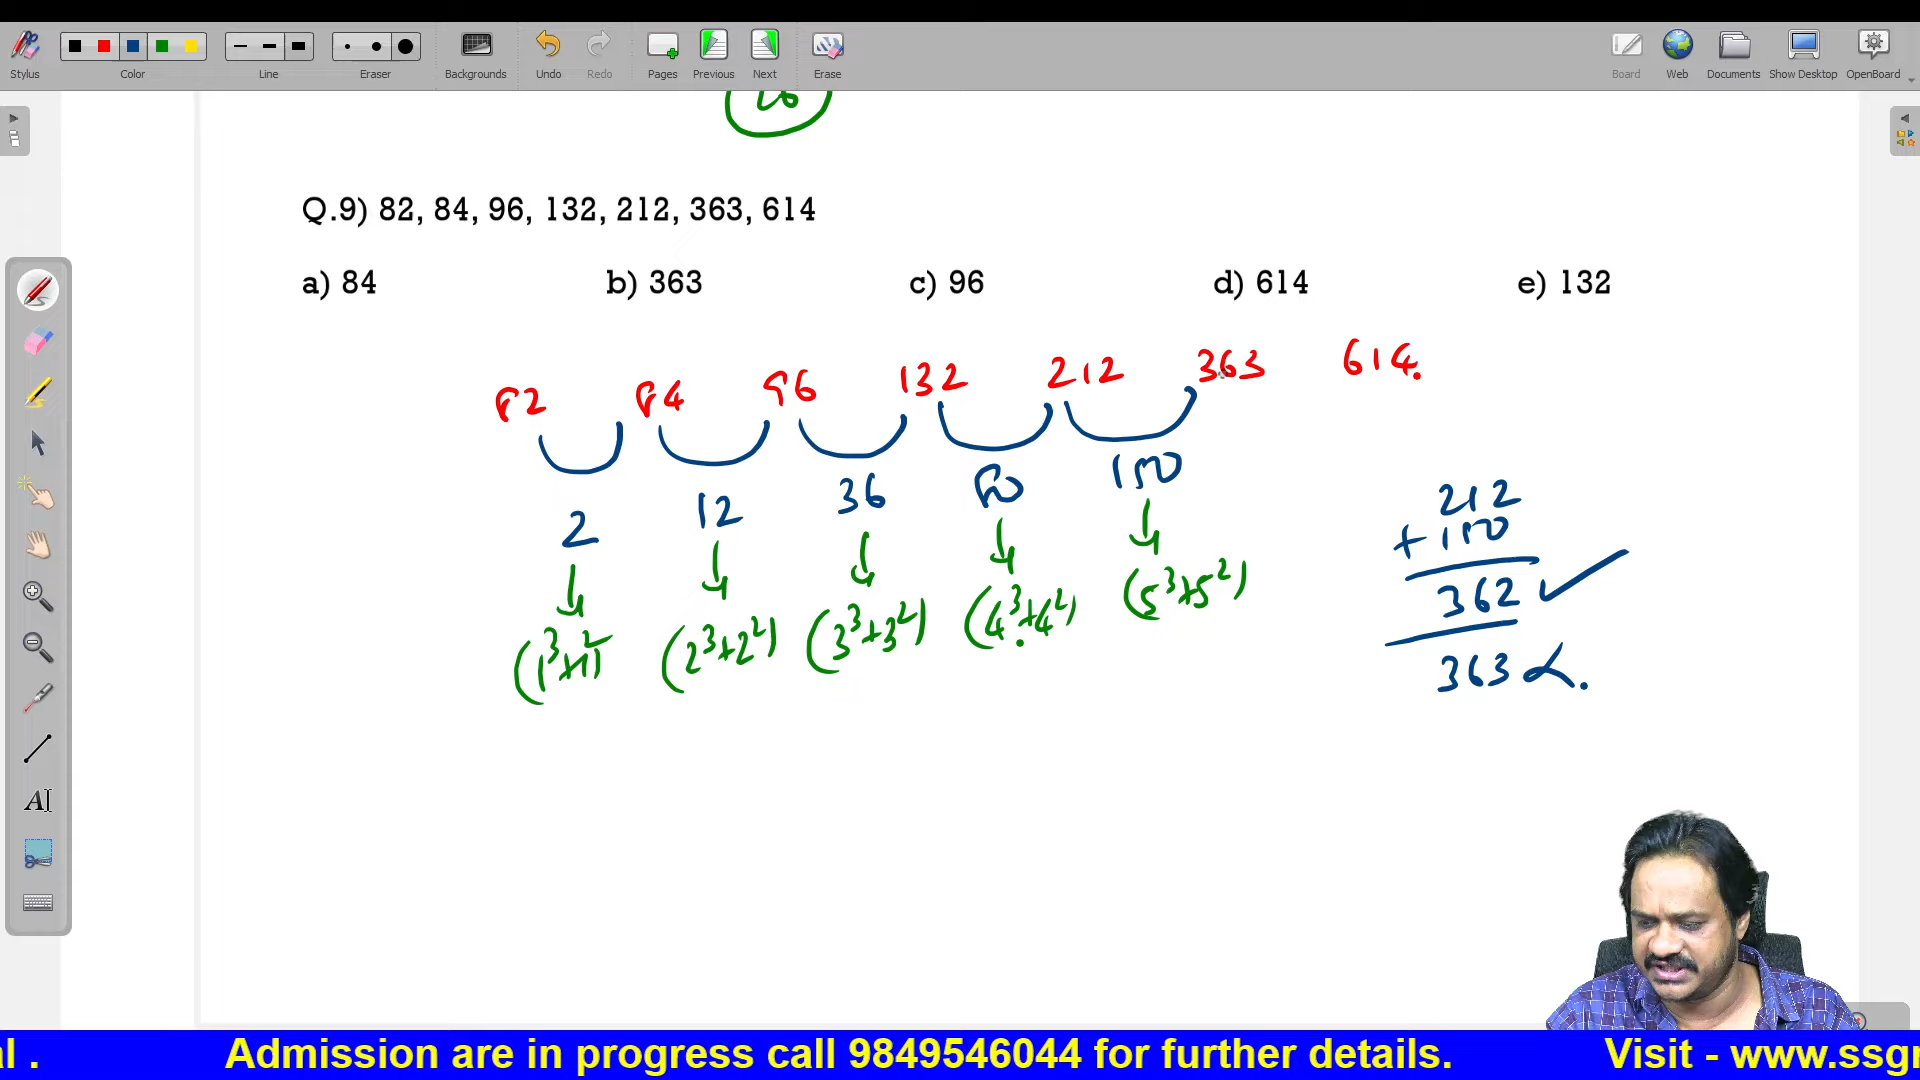 Stylus Color Line Eraser Backgrounds Undo Redo Pages Previous Next Erase Board Web Documents Show Desktop OpenBoard
Q.9) 82, 84, 96, 132, 212, 363, 614
a) 84 b) 363 c) 96 d) 614 e) 132
82 84 96 132 212 363 614.
2 12 36 80 150
(1³+1²) (2³+2²) (3³+3²) (4³+4²) (5³+5²)
212
+150
362 ✓
363
Admission are in progress call 9849546044 for further details. Visit - www.ssgr